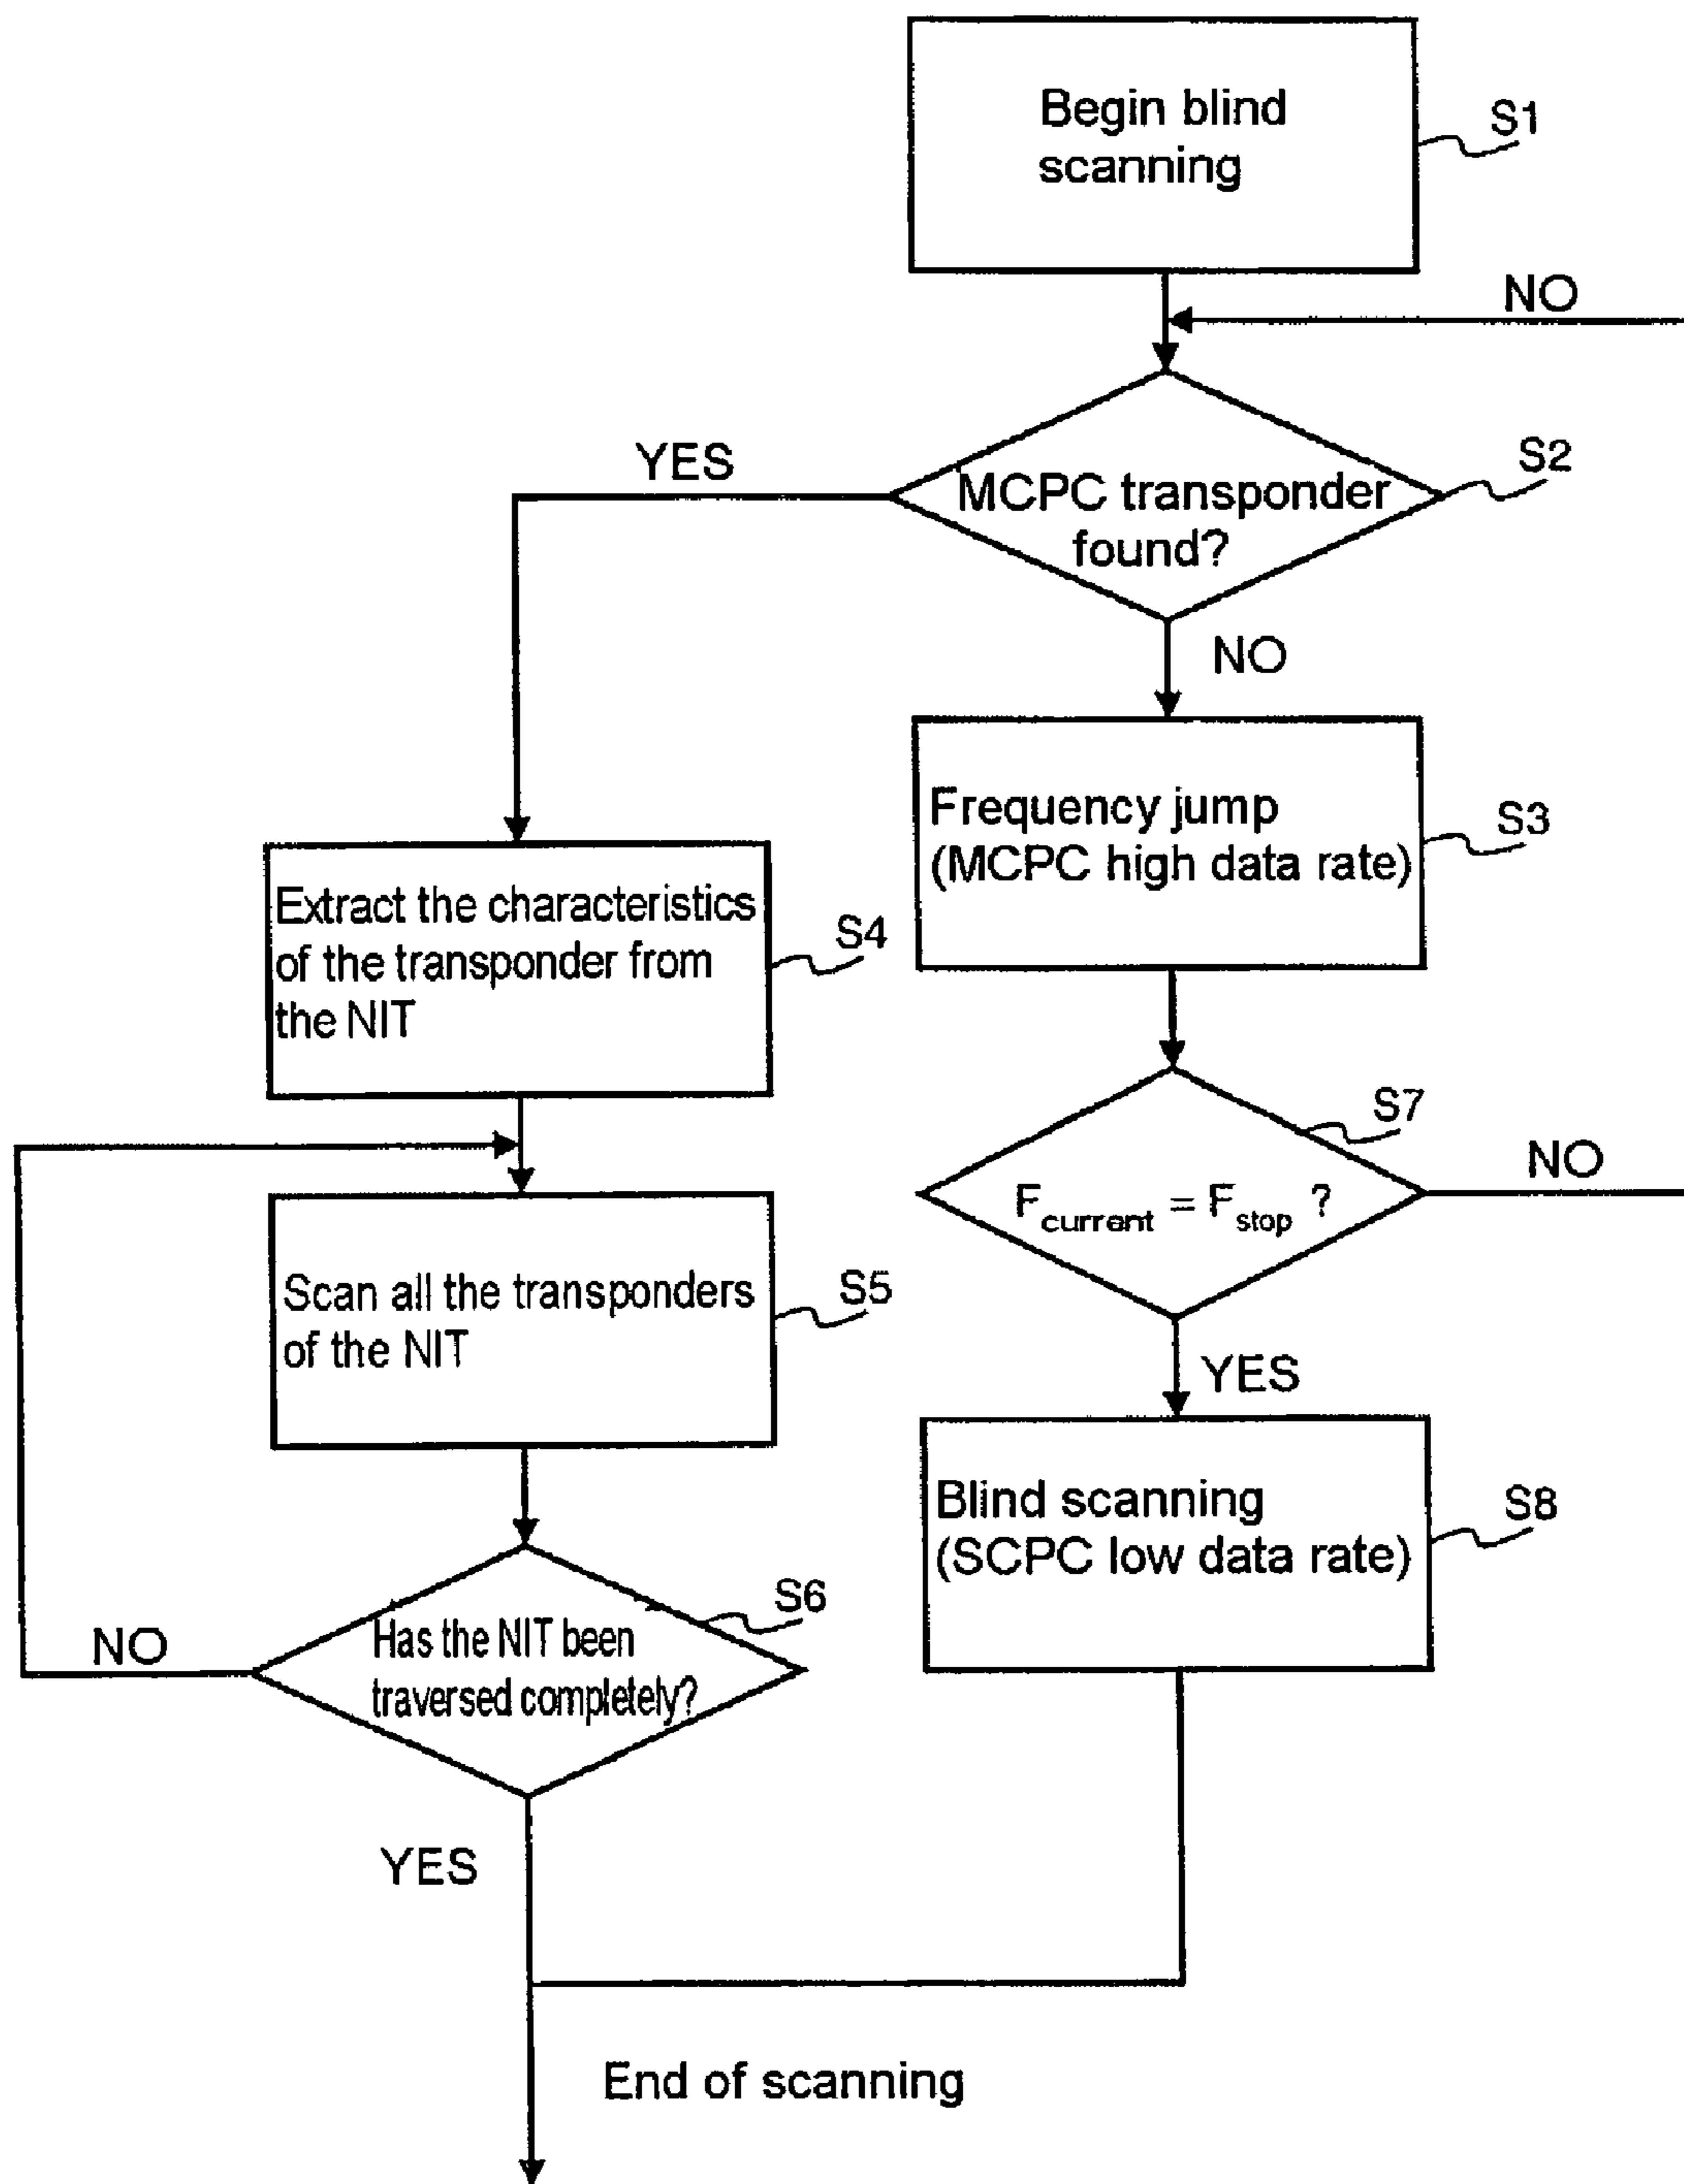 Begin blind
scanning
S1
NO
YES
S2
MCPC transponder
found?
NO
Frequency jump
(MCPC high data rate)
S3
Extract the characteristics
of the transponder from
the NIT
S4
S7
NO
F current = F stop ?
Scan all the transponders
of the NIT
S5
YES
Blind scanning
(SCPC low data rate)
S8
S6
Has the NIT been
traversed completely?
NO
YES
End of scanning